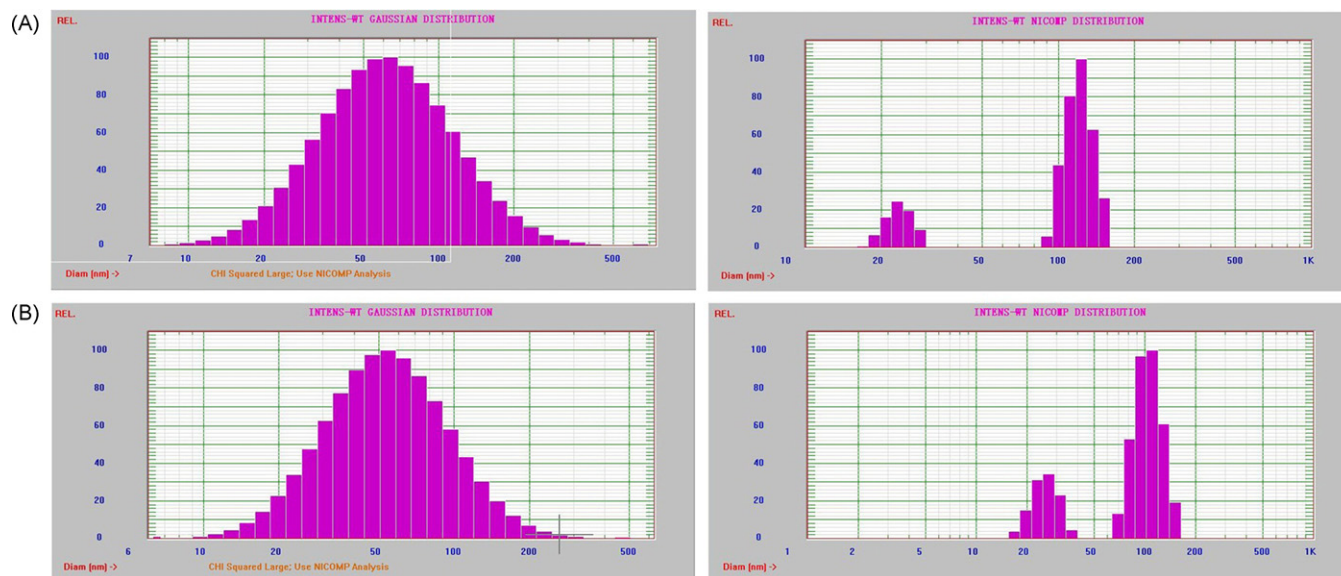 (A)
REL.
INTENS-WT GAUSSIAN DISTRIBUTION
100
80
60
40
20
0
7 10 20 50 100 200 500
Diam (nm) ->
CHI Squared Large; Use NICOMP Analysis
REL.
INTENS-WT NICOMP DISTRIBUTION
100
80
60
40
20
0
10 20 50 100 200 500 1K
Diam (nm) ->
(B)
REL.
INTENS-WT GAUSSIAN DISTRIBUTION
100
80
60
40
20
0
6 10 20 50 100 200 500
Diam (nm) ->
CHI Squared Large; Use NICOMP Analysis
REL.
INTENS-WT NICOMP DISTRIBUTION
100
80
60
40
20
0
1 2 5 10 20 50 100 200 500 1K
Diam (nm) ->